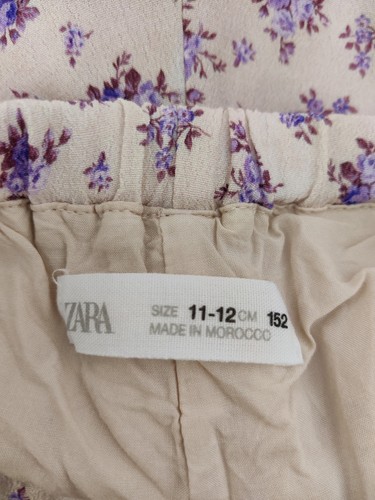 ZARA
SIZE 11-12 CM 152
MADE IN MOROCCO